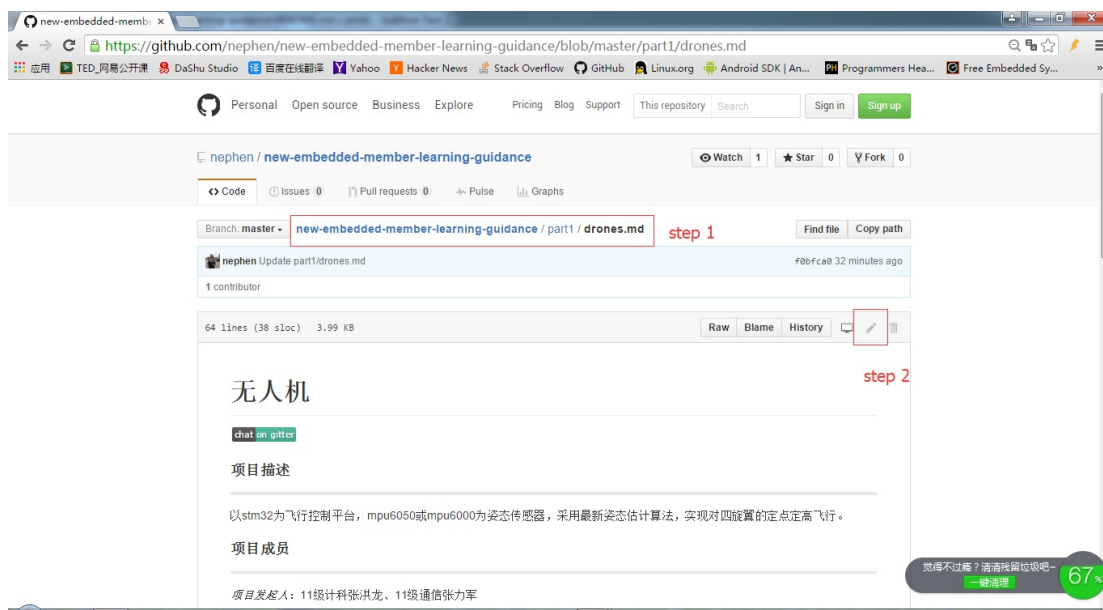 new-embedded-membe
https://github.com/nephen/new-embedded-member-learning-guidance/blob/master/part1/drones.md
应用 TED_网易公开课 DaShu Studio 百度在线翻译 Yahoo Hacker News Stack Overflow GitHub Linux.org Android SDK | An... Programmers Hea... Free Embedded Sy... »
Personal Open source Business Explore Pricing Blog Support This repository Search Sign in Sign up
nephen / new-embedded-member-learning-guidance Watch 1 Star 0 Fork 0
Code Issues 0 Pull requests 0 Pulse Graphs
Branch: master new-embedded-member-learning-guidance / part1 / drones.md step 1 Find file Copy path
nephen Update part1/drones.md f0bfca0 32 minutes ago
1 contributor
64 lines (38 sloc) 3.99 KB Raw Blame History
step 2
无人机
chat on gitter
项目描述
以stm32为飞行控制平台，mpu6050或mpu6000为姿态传感器，采用最新姿态估计算法，实现对四旋翼的定点定高飞行。
项目成员
觉得不过瘾？清清残留垃圾吧~
一键清理
67%
项目发起人：11级计科张洪龙、11级通信张力军